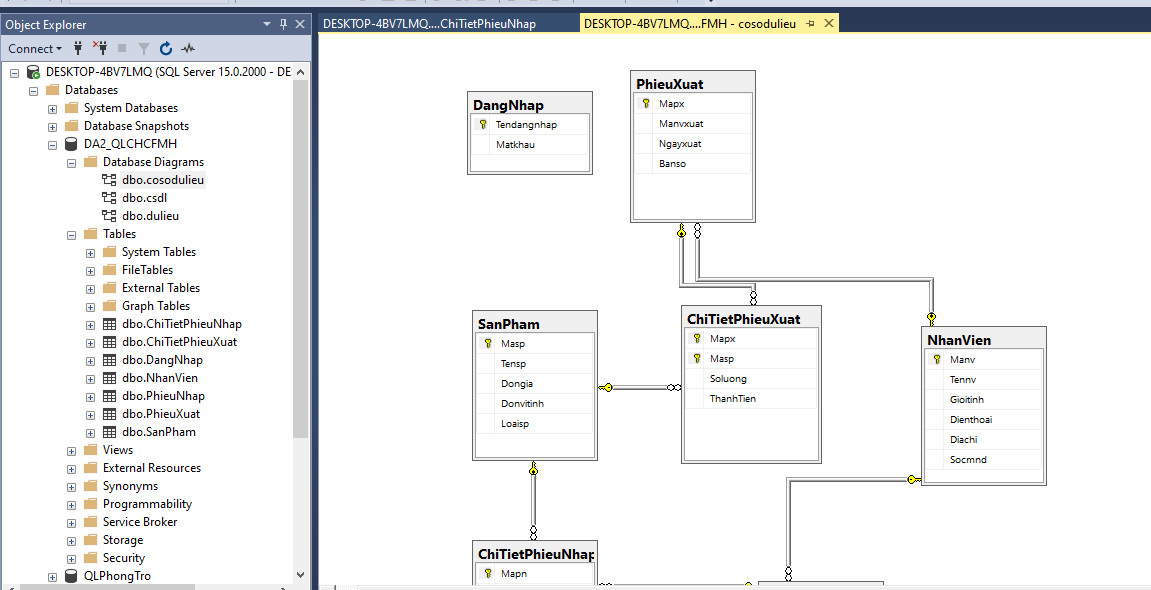 Object Explorer
Connect
DESKTOP-4BV7LMQ (SQL Server 15.0.2000 - DE
Databases
System Databases
Database Snapshots
DA2_QLCHCFMH
Database Diagrams
dbo.cosodulieu
dbo.csdl
dbo.dulieu
Tables
System Tables
FileTables
External Tables
Graph Tables
dbo.ChiTietPhieuNhap
dbo.ChiTietPhieuXuat
dbo.DangNhap
dbo.NhanVien
dbo.PhieuNhap
dbo.PhieuXuat
dbo.SanPham
Views
External Resources
Synonyms
Programmability
Service Broker
Storage
Security
QLPhongTro
DESKTOP-4BV7LMQ....ChiTietPhieuNhap
DESKTOP-4BV7LMQ....FMH - cosodulieu
DangNhap
Tendangnhap
Matkhau
PhieuXuat
Mapx
Manvxuat
Ngayxuat
Banso
SanPham
Masp
Tensp
Dongia
Donvitinh
Loaisp
ChiTietPhieuXuat
Mapx
Masp
Soluong
ThanhTien
NhanVien
Manv
Tennv
Gioitinh
Dienthoai
Diachi
Socmnd
ChiTietPhieuNhap
Mapn